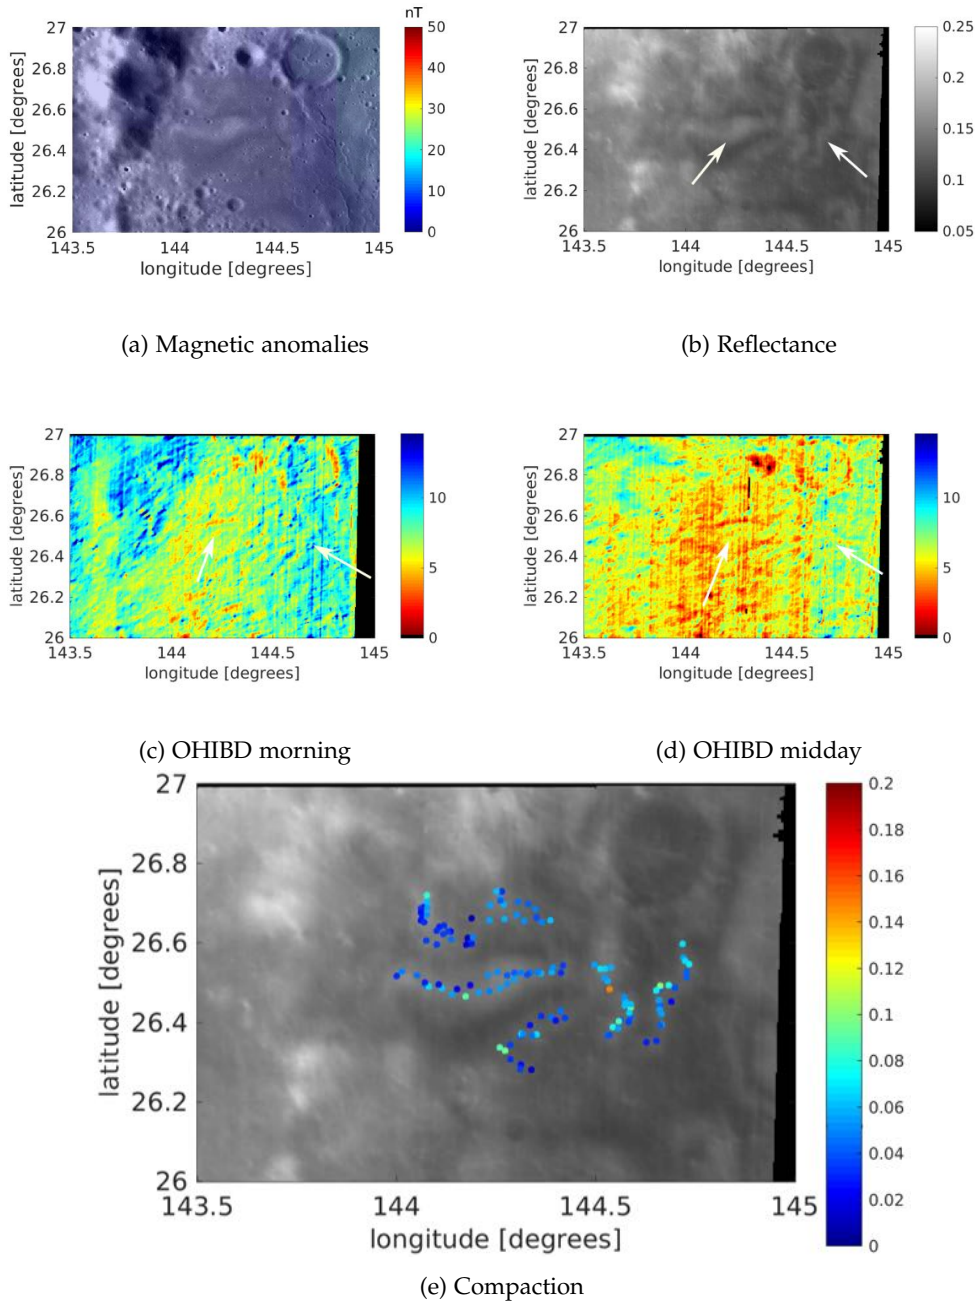 nT
27
26.8
26.6
26.4
26.2
26
143.5 144 144.5 145
latitude [degrees]
longitude [degrees]
50
40
30
20
10
0
27
26.8
26.6
26.4
26.2
26
143.5 144 144.5 145
latitude [degrees]
longitude [degrees]
0.25
0.2
0.15
0.1
0.05
(a) Magnetic anomalies
(b) Reflectance
27
26.8
26.6
26.4
26.2
26
143.5 144 144.5 145
latitude [degrees]
longitude [degrees]
10
5
0
27
26.8
26.6
26.4
26.2
26
143.5 144 144.5 145
latitude [degrees]
longitude [degrees]
10
5
0
(c) OHIBD morning
(d) OHIBD midday
27
26.8
26.6
26.4
26.2
26
143.5 144 144.5 145
latitude [degrees]
longitude [degrees]
0.2
0.18
0.16
0.14
0.12
0.1
0.08
0.06
0.04
0.02
0
(e) Compaction